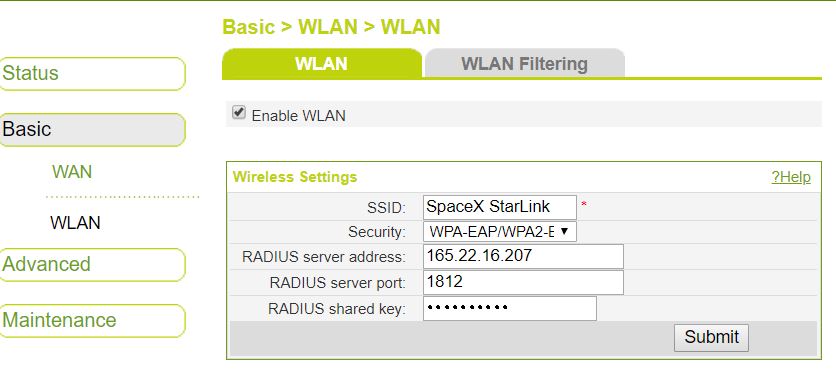 Basic > WLAN > WLAN
WLAN
WLAN Filtering
Status
Basic
WAN
WLAN
Advanced
Maintenance
Enable WLAN
Wireless Settings
?Help
SSID: SpaceX StarLink *
Security: WPA-EAP/WPA2-E
RADIUS server address: 165.22.16.207
RADIUS server port: 1812
RADIUS shared key: ••••••••••
Submit